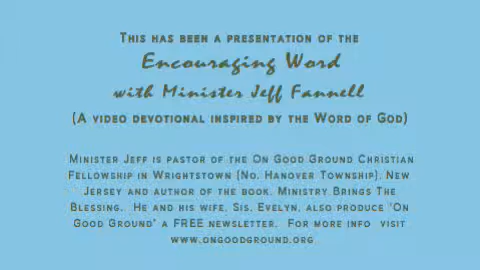 This has been a presentation of the
Encouraging Word
with Minister Jeff Fannell
(A video devotional inspired by the Word of God)
Minister Jeff is pastor of the On Good Ground Christian
Fellowship in Wrightstown (No. Hanover Township), New
Jersey and author of the book, Ministry Brings The
Blessing. He and his wife, Sis. Evelyn, also produce "On
Good Ground" a FREE newsletter. For more info visit
www.ongoodground.org